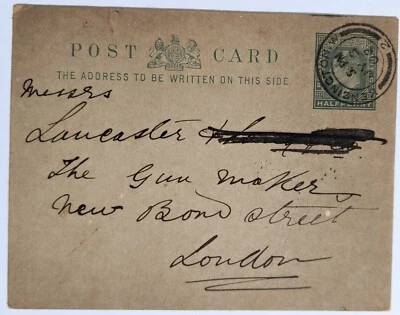 POST CARD
THE ADDRESS TO BE WRITTEN ON THIS SIDE.
HALFPENNY
Messrs
Lancaster
The Gun Makers
New Bond Street
London